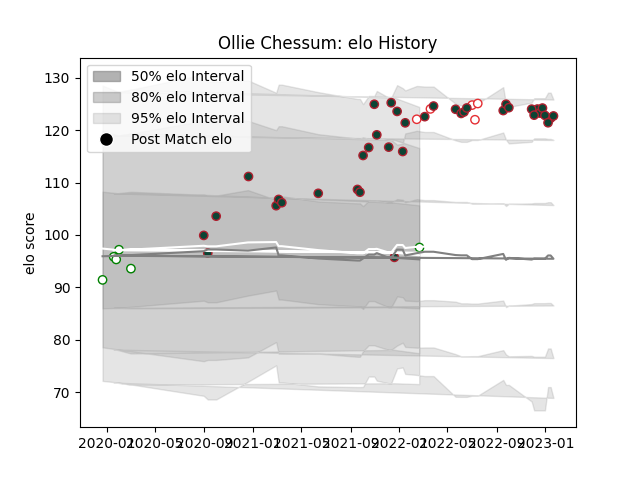 Ollie Chessum: elo History
50% elo Interval
80% elo Interval
95% elo Interval
Post Match elo
elo score
130
120
110
100
90
80
70
2020-01 2020-05 2020-09 2021-01 2021-05 2021-09 2022-01 2022-05 2022-09 2023-01